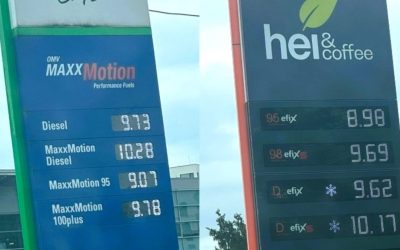 OMV
MAXXMotion
Performance Fuels
Diesel 9.73
MaxxMotion
Diesel 10.28
MaxxMotion 95 9.07
MaxxMotion
100plus 9.78
hei &
coffee
95 efix 8.98
98 efix s 9.69
D efix 9.62
D efix s 10.17